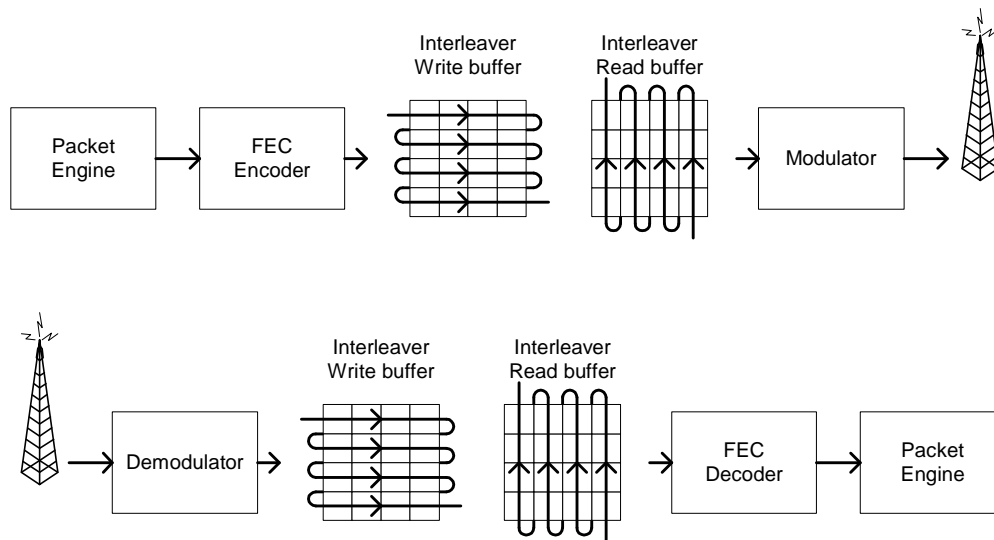 Interleaver
Write buffer
Interleaver
Read buffer
Packet
Engine
FEC
Encoder
Modulator
Interleaver
Write buffer
Interleaver
Read buffer
Demodulator
FEC
Decoder
Packet
Engine